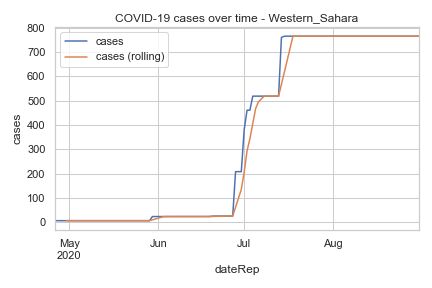 COVID-19 cases over time - Western_Sahara
cases
cases (rolling)
800
700
600
500
400
300
200
100
0
cases
May
2020
Jun
Jul
Aug
dateRep